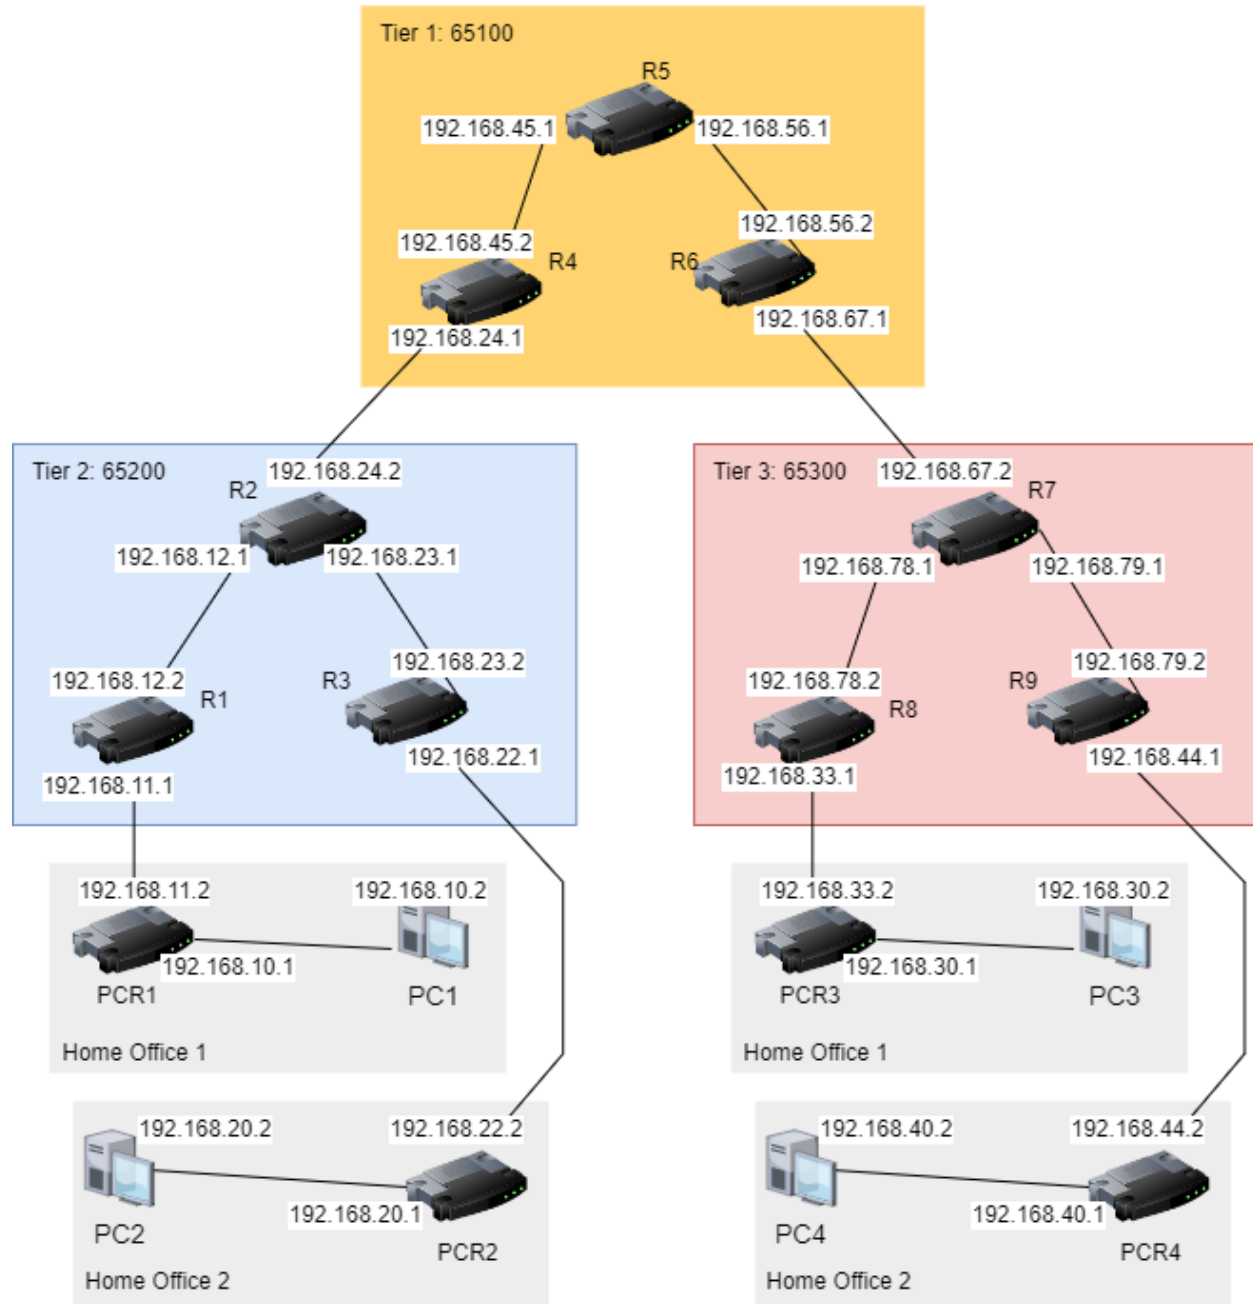 Tier 1: 65100
R5
192.168.45.1
192.168.56.1
192.168.45.2
R4
192.168.56.2
R6
192.168.24.1
192.168.67.1
Tier 2: 65200
192.168.24.2
R2
192.168.12.1
192.168.23.1
192.168.12.2
R1
192.168.23.2
R3
192.168.11.1
192.168.22.1
Tier 3: 65300
192.168.67.2
R7
192.168.78.1
192.168.79.1
192.168.78.2
R8
192.168.79.2
R9
192.168.33.1
192.168.44.1
192.168.11.2
192.168.10.2
192.168.10.1
PCR1
PC1
Home Office 1
192.168.33.2
192.168.30.2
192.168.30.1
PCR3
PC3
Home Office 1
192.168.20.2
192.168.22.2
192.168.20.1
PC2
PCR2
Home Office 2
192.168.40.2
192.168.44.2
192.168.40.1
PC4
PCR4
Home Office 2